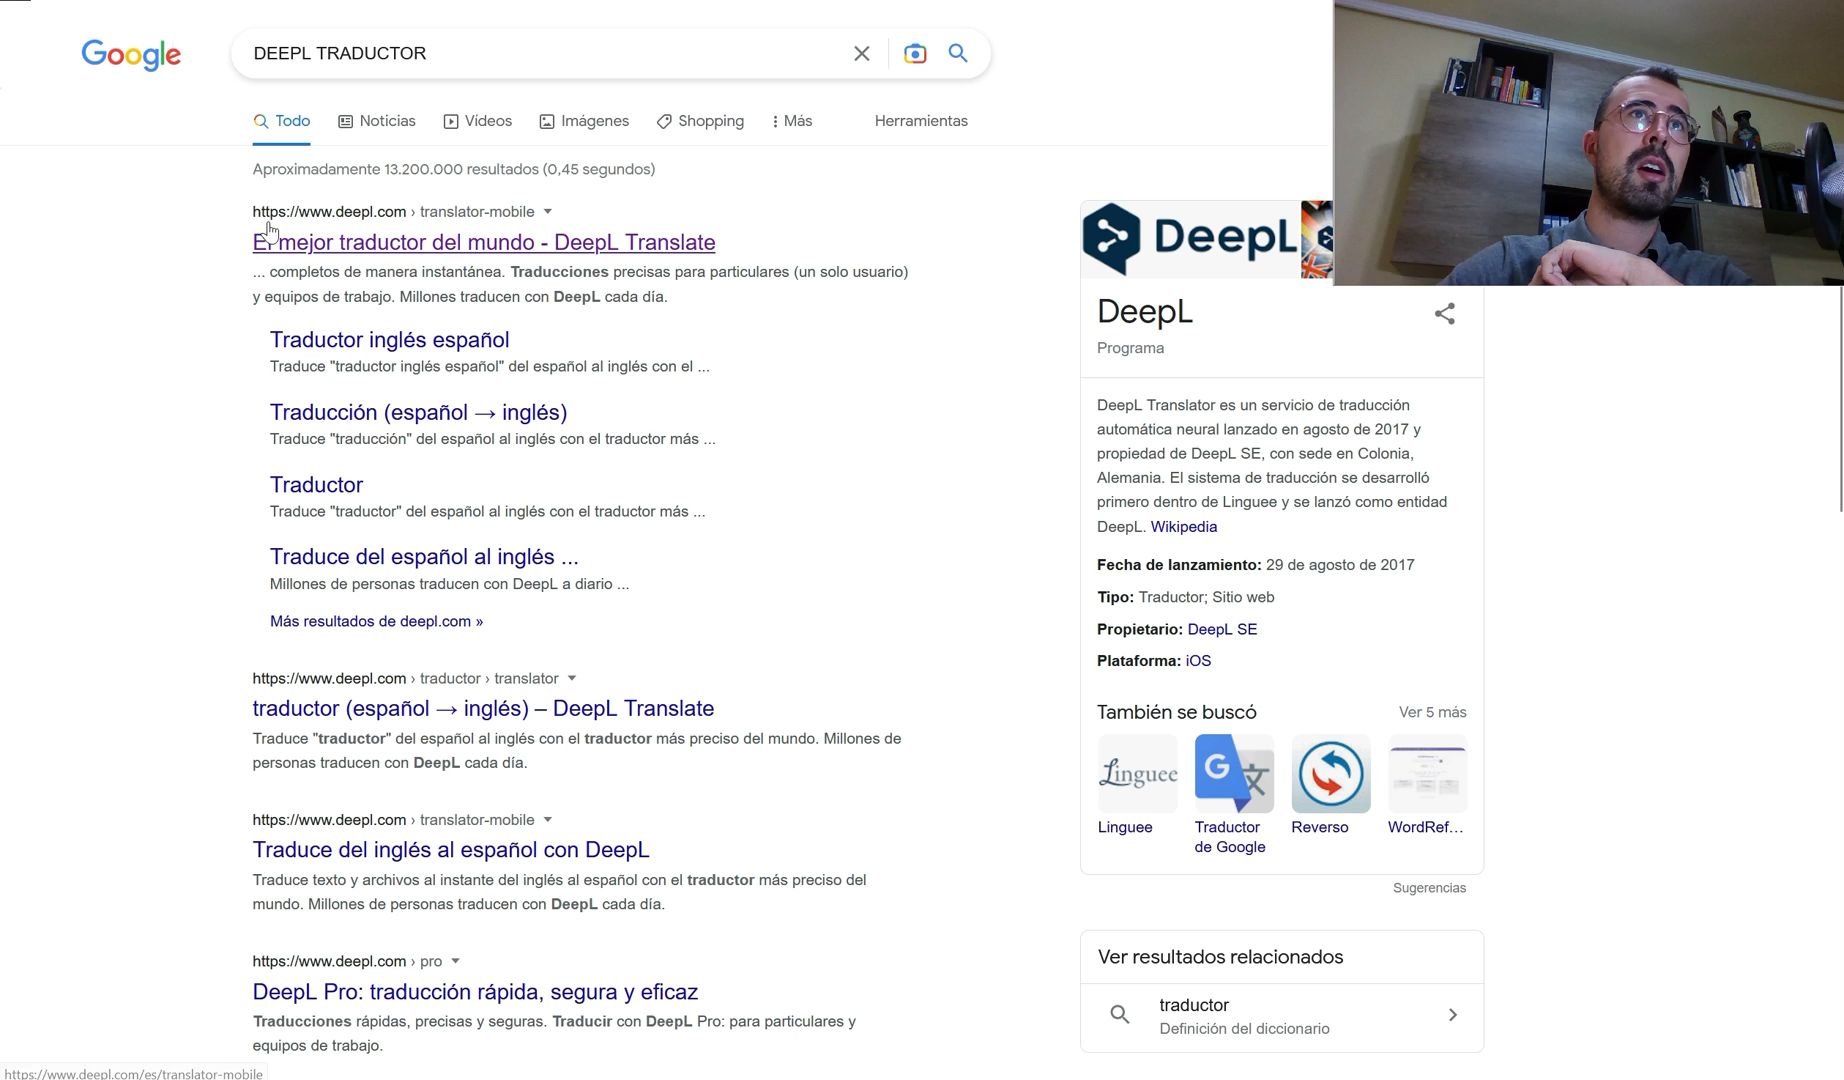 Google
DEEPL TRADUCTOR
Todo
Noticias
Vídeos
Imágenes
Shopping
Más
Herramientas
Aproximadamente 13.200.000 resultados (0,45 segundos)
https://www.deepl.com › translator-mobile
El mejor traductor del mundo - DeepL Translate
... completos de manera instantánea. Traducciones precisas para particulares (un solo usuario)
y equipos de trabajo. Millones traducen con DeepL cada día.
Traductor inglés español
Traduce "traductor inglés español" del español al inglés con el ...
Traducción (español → inglés)
Traduce "traducción" del español al inglés con el traductor más ...
Traductor
Traduce "traductor" del español al inglés con el traductor más ...
Traduce del español al inglés ...
Millones de personas traducen con DeepL a diario ...
Más resultados de deepl.com »
https://www.deepl.com › traductor › translator
traductor (español → inglés) – DeepL Translate
Traduce "traductor" del español al inglés con el traductor más preciso del mundo. Millones de
personas traducen con DeepL cada día.
https://www.deepl.com › translator-mobile
Traduce del inglés al español con DeepL
Traduce texto y archivos al instante del inglés al español con el traductor más preciso del
mundo. Millones de personas traducen con DeepL cada día.
https://www.deepl.com › pro
DeepL Pro: traducción rápida, segura y eficaz
Traducciones rápidas, precisas y seguras. Traducir con DeepL Pro: para particulares y
equipos de trabajo.
https://www.deepl.com/es/translator-mobile
DeepL
DeepL
Programa
DeepL Translator es un servicio de traducción
automática neural lanzado en agosto de 2017 y
propiedad de DeepL SE, con sede en Colonia,
Alemania. El sistema de traducción se desarrolló
primero dentro de Linguee y se lanzó como entidad
DeepL. Wikipedia
Fecha de lanzamiento: 29 de agosto de 2017
Tipo: Traductor; Sitio web
Propietario: DeepL SE
Plataforma: iOS
También se buscó
Ver 5 más
Linguee
G
Linguee
Traductor
de Google
Reverso
WordRef...
Sugerencias
Ver resultados relacionados
traductor
Definición del diccionario